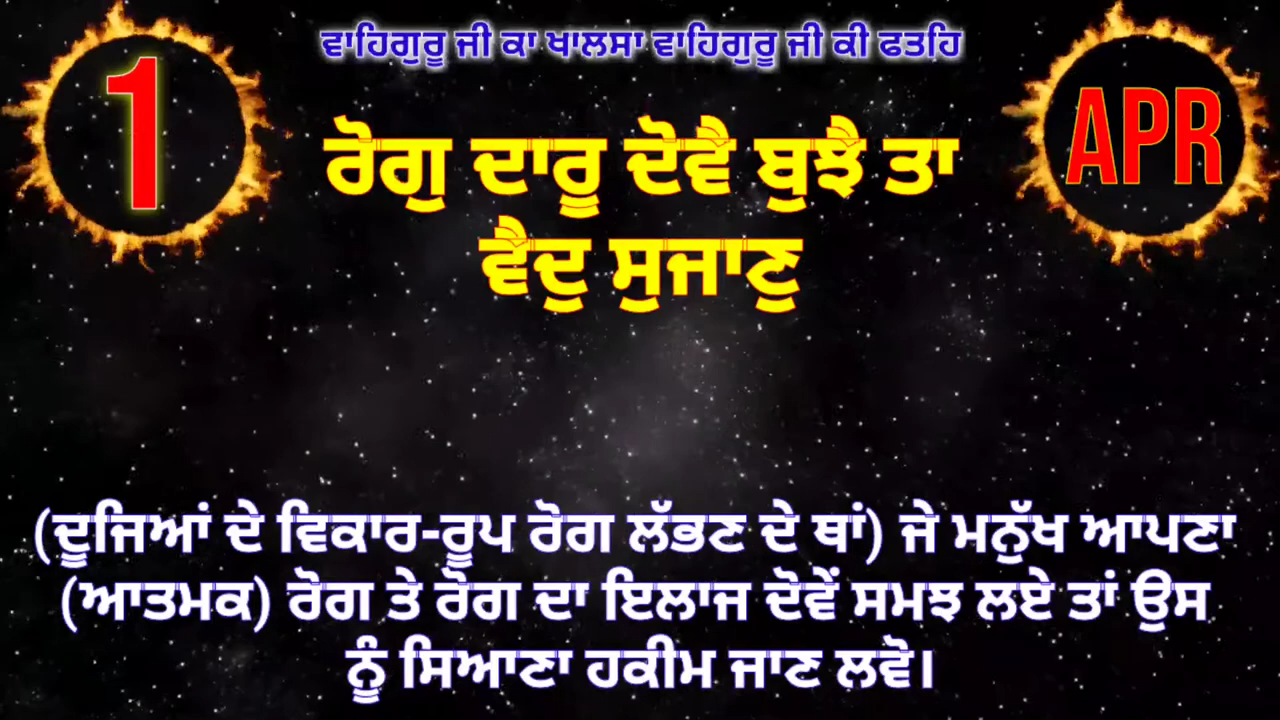 ਵਾਹਿਗੁਰੂ ਜੀ ਕਾ ਖਾਲਸਾ ਵਾਹਿਗੁਰੂ ਜੀ ਕੀ ਫਤਹਿ
1
APR
ਰੋਗੁ ਦਾਰੂ ਦੋਵੈ ਬੁਝੈ ਤਾ
ਵੈਦੁ ਸੁਜਾਣੁ
(ਦੂਜਿਆਂ ਦੇ ਵਿਕਾਰ-ਰੂਪ ਰੋਗ ਲੱਭਣ ਦੇ ਥਾਂ) ਜੇ ਮਨੁੱਖ ਆਪਣਾ
(ਆਤਮਕ) ਰੋਗ ਤੇ ਰੋਗ ਦਾ ਇਲਾਜ ਦੋਵੇਂ ਸਮਝ ਲਏ ਤਾਂ ਉਸ
ਨੂੰ ਸਿਆਣਾ ਹਕੀਮ ਜਾਣ ਲਵੋ।